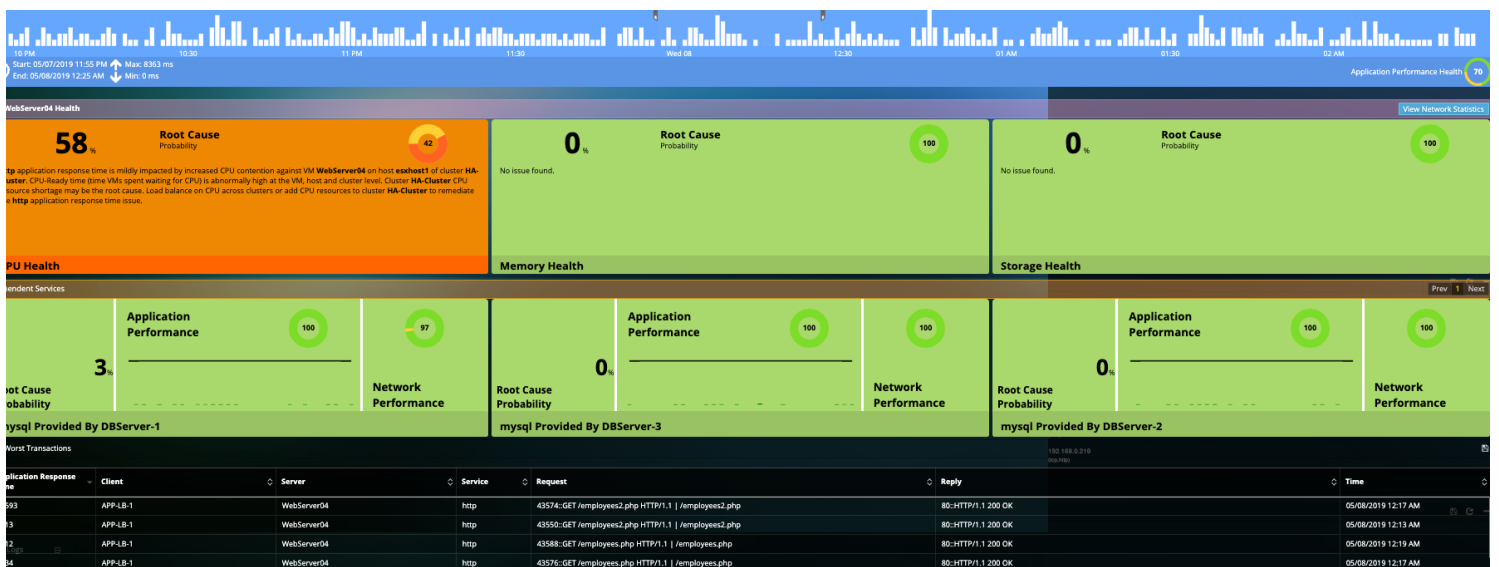 10 PM 10:30 11 PM 11:30 Wed 08 12:30 01 AM 01:30 02 AM
Start: 05/07/2019 11:55 PM Max: 8363 ms
End: 05/08/2019 12:25 AM Min: 0 ms
Application Performance Health 70
WebServer04 Health
View Network Statistics
58 %
Root Cause
Probability
42
ttp application response time is mildly impacted by increased CPU contention against VM WebServer04 on host esxhost1 of cluster HA-
uster. CPU-Ready time (time VMs spent waiting for CPU) is abnormally high at the VM, host and cluster level. Cluster HA-Cluster CPU
source shortage may be the root cause. Load balance on CPU across clusters or add CPU resources to cluster HA-Cluster to remediate
e http application response time issue.
PU Health
0 %
Root Cause
Probability
100
No issue found.
Memory Health
0 %
Root Cause
Probability
100
No issue found.
Storage Health
endent Services
Prev 1 Next
Application
Performance
100
97
3 %
oot Cause
obability
Network
Performance
mysql Provided By DBServer-1
Application
Performance
100
100
0 %
Root Cause
Probability
Network
Performance
mysql Provided By DBServer-3
Application
Performance
100
100
0 %
Root Cause
Probability
Network
Performance
mysql Provided By DBServer-2
Worst Transactions
192.168.0.219
(tcp.http)
plication Response
me
Client Server Service Request Reply Time
593 APP-LB-1 WebServer04 http 43574::GET /employees2.php HTTP/1.1 | /employees2.php 80::HTTP/1.1 200 OK 05/08/2019 12:17 AM
13 APP-LB-1 WebServer04 http 43550::GET /employees2.php HTTP/1.1 | /employees2.php 80::HTTP/1.1 200 OK 05/08/2019 12:13 AM
12 APP-LB-1 WebServer04 http 43588::GET /employees.php HTTP/1.1 | /employees.php 80::HTTP/1.1 200 OK 05/08/2019 12:19 AM
Logs
34 APP-LB-1 WebServer04 http 43576::GET /employees.php HTTP/1.1 | /employees.php 80::HTTP/1.1 200 OK 05/08/2019 12:17 AM